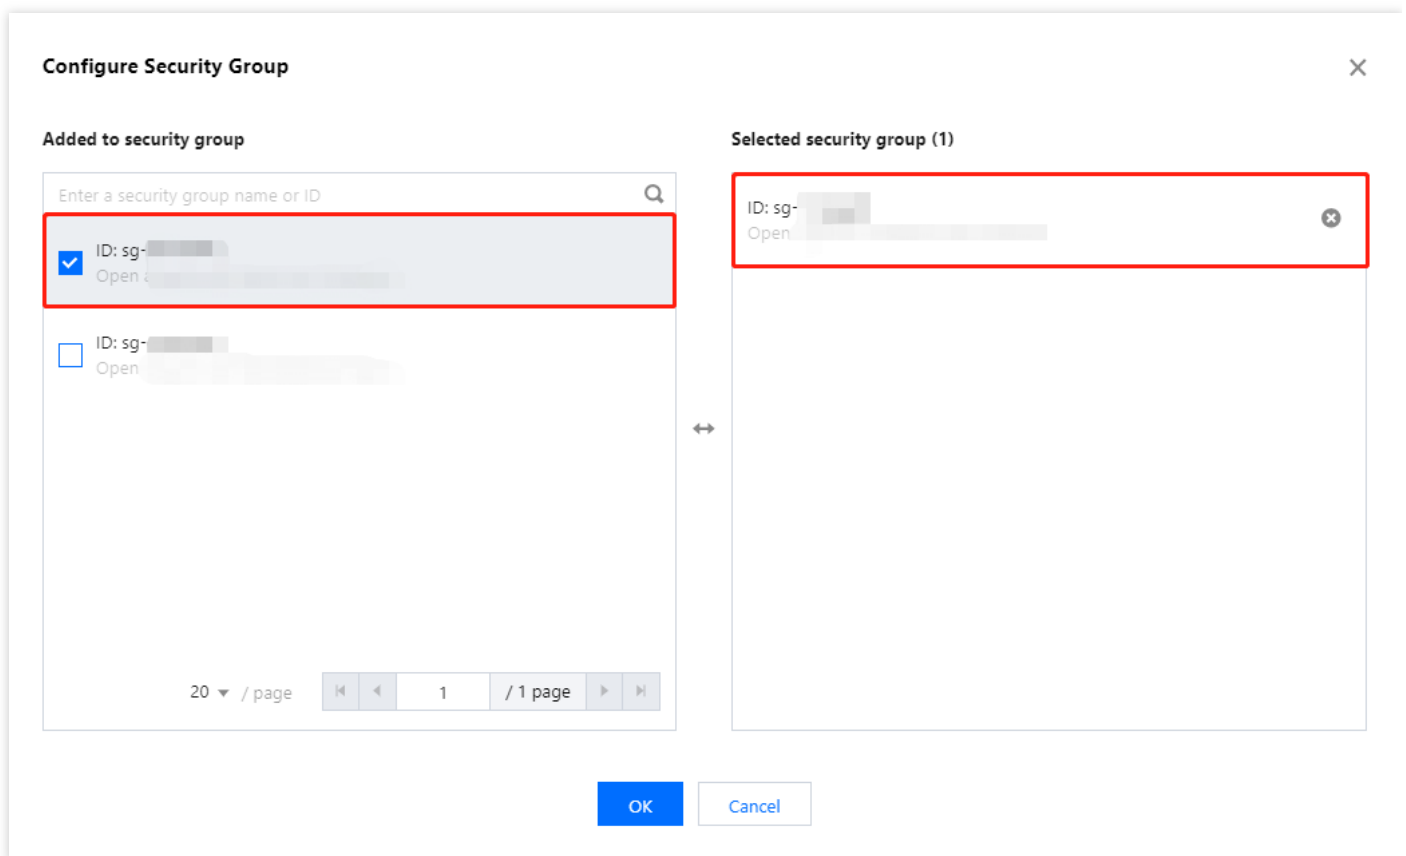 Configure Security Group
Added to security group
Enter a security group name or ID
ID: sg-
Open
ID: sg-
Open
20 / page
1 / 1 page
Selected security group (1)
ID: sg-
Open
OK
Cancel